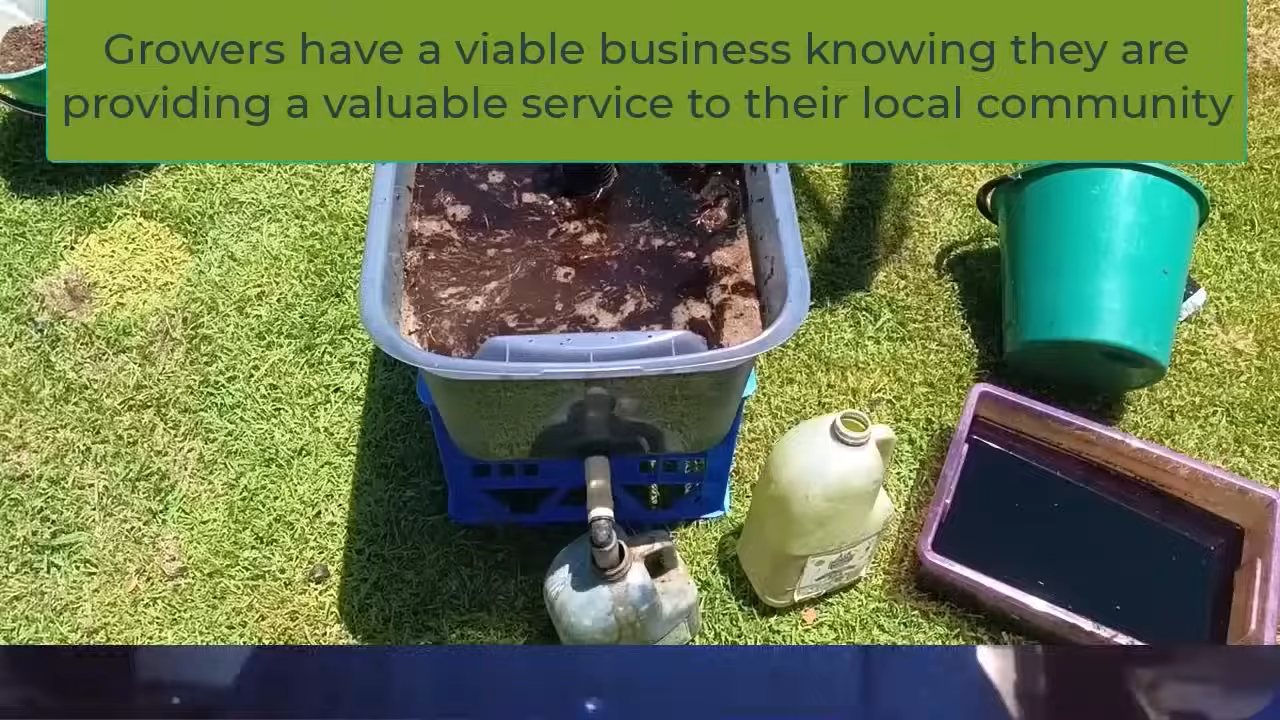 Growers have a viable business knowing they are
providing a valuable service to their local community